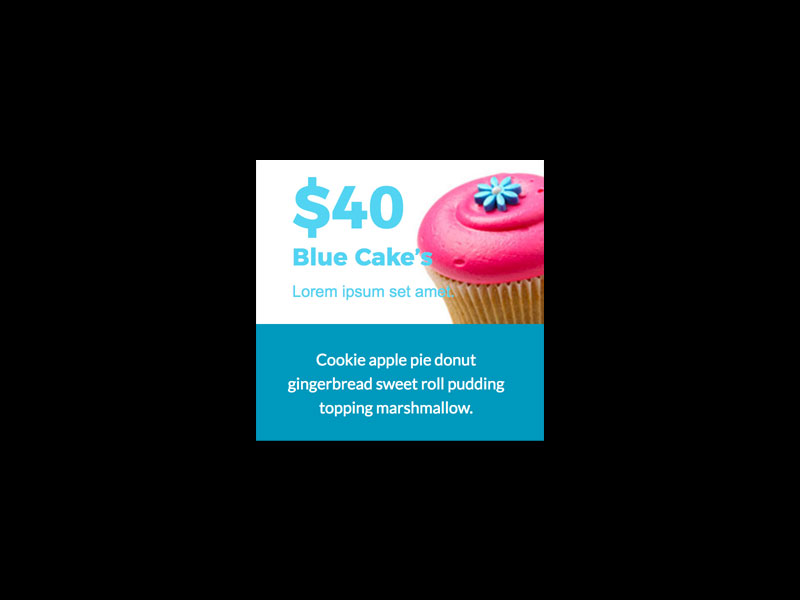 $40
Blue Cake's
Lorem ipsum set amet.
Cookie apple pie donut
gingerbread sweet roll pudding
topping marshmallow.